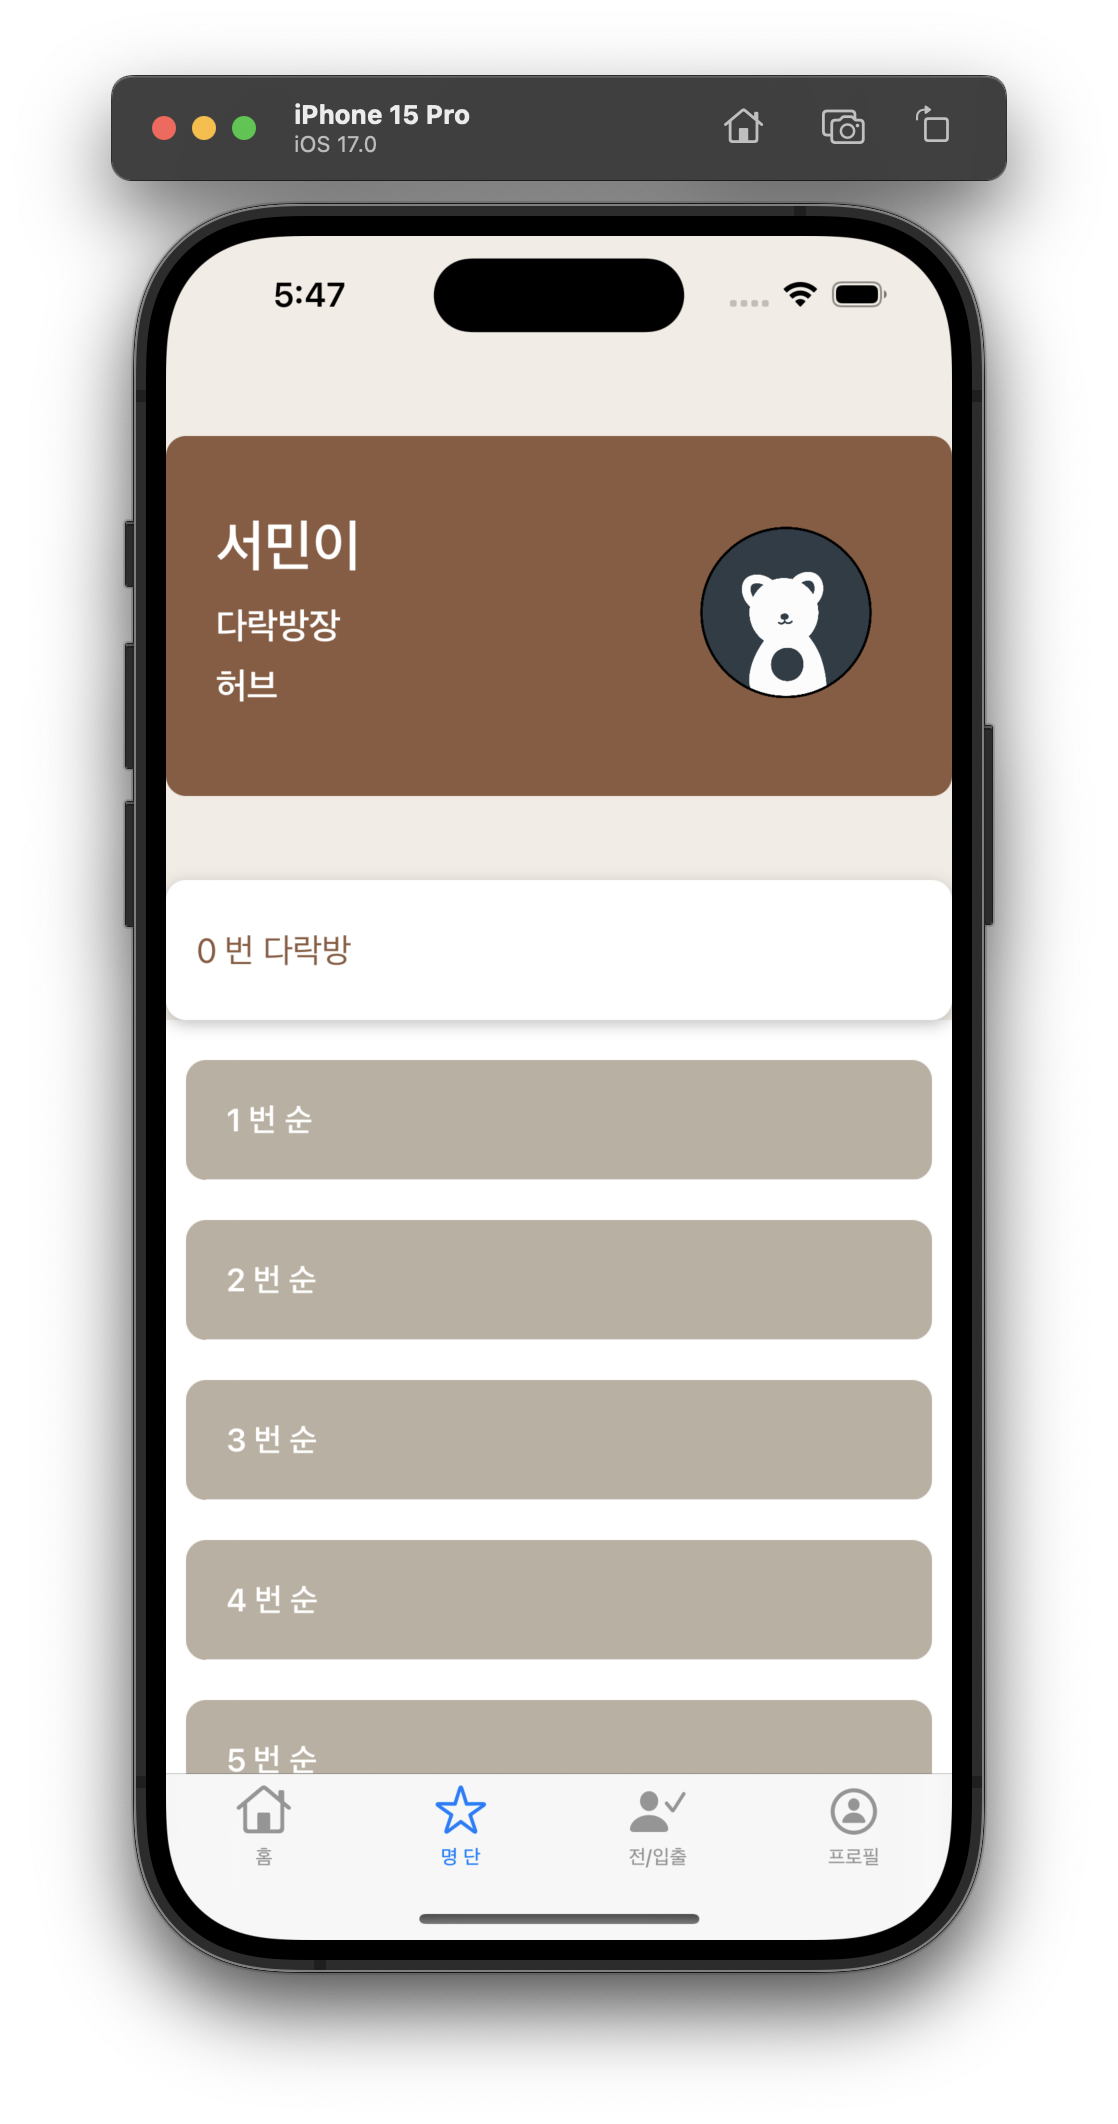 iPhone 15 Pro
iOS 17.0
5:47
서민이
다락방장
허브
0 번 다락방
1 번 순
2 번 순
3 번 순
4 번 순
5 번 순
홈
명 단
전/입출
프로필